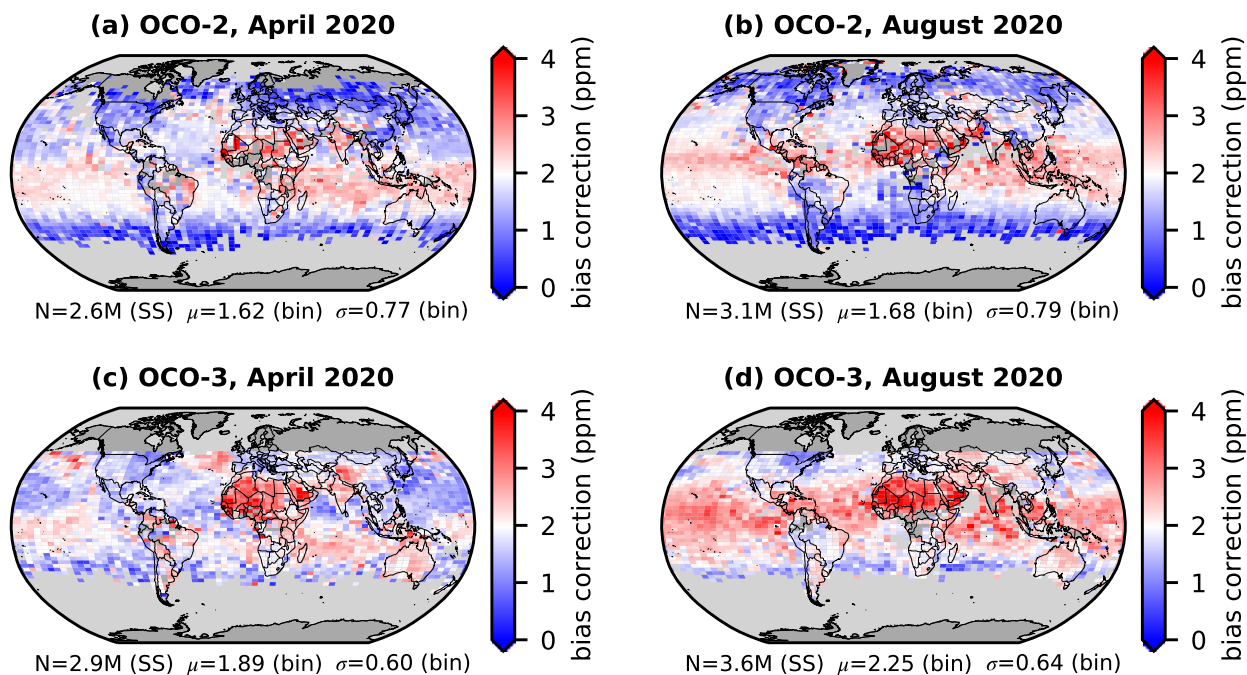 (a) OCO-2, April 2020
4
3
2
1
0
bias correction (ppm)
N=2.6M (SS) μ=1.62 (bin) σ=0.77 (bin)
(b) OCO-2, August 2020
4
3
2
1
0
bias correction (ppm)
N=3.1M (SS) μ=1.68 (bin) σ=0.79 (bin)
(c) OCO-3, April 2020
4
3
2
1
0
bias correction (ppm)
N=2.9M (SS) μ=1.89 (bin) σ=0.60 (bin)
(d) OCO-3, August 2020
4
3
2
1
0
bias correction (ppm)
N=3.6M (SS) μ=2.25 (bin) σ=0.64 (bin)